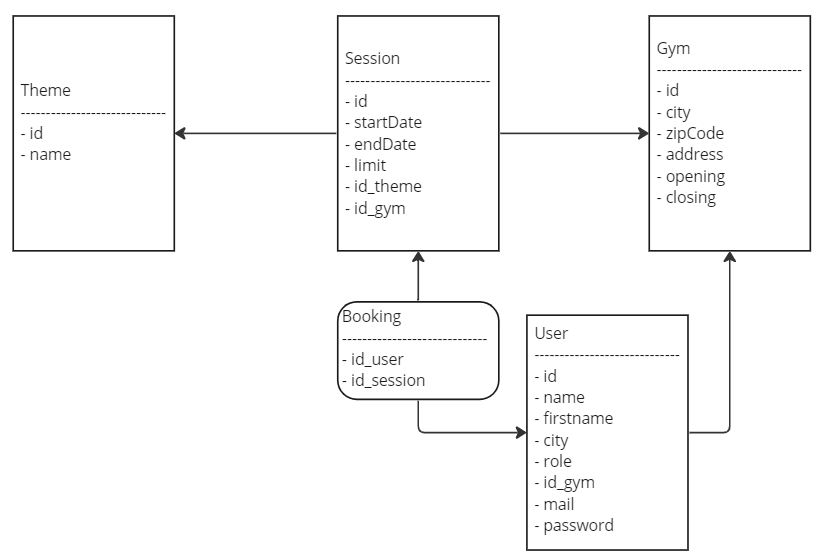 Theme
- id
- name
Session
- id
- startDate
- endDate
- limit
- id_theme
- id_gym
Gym
- id
- city
- zipCode
- address
- opening
- closing
Booking
- id_user
- id_session
User
- id
- name
- firstname
- city
- role
- id_gym
- mail
- password